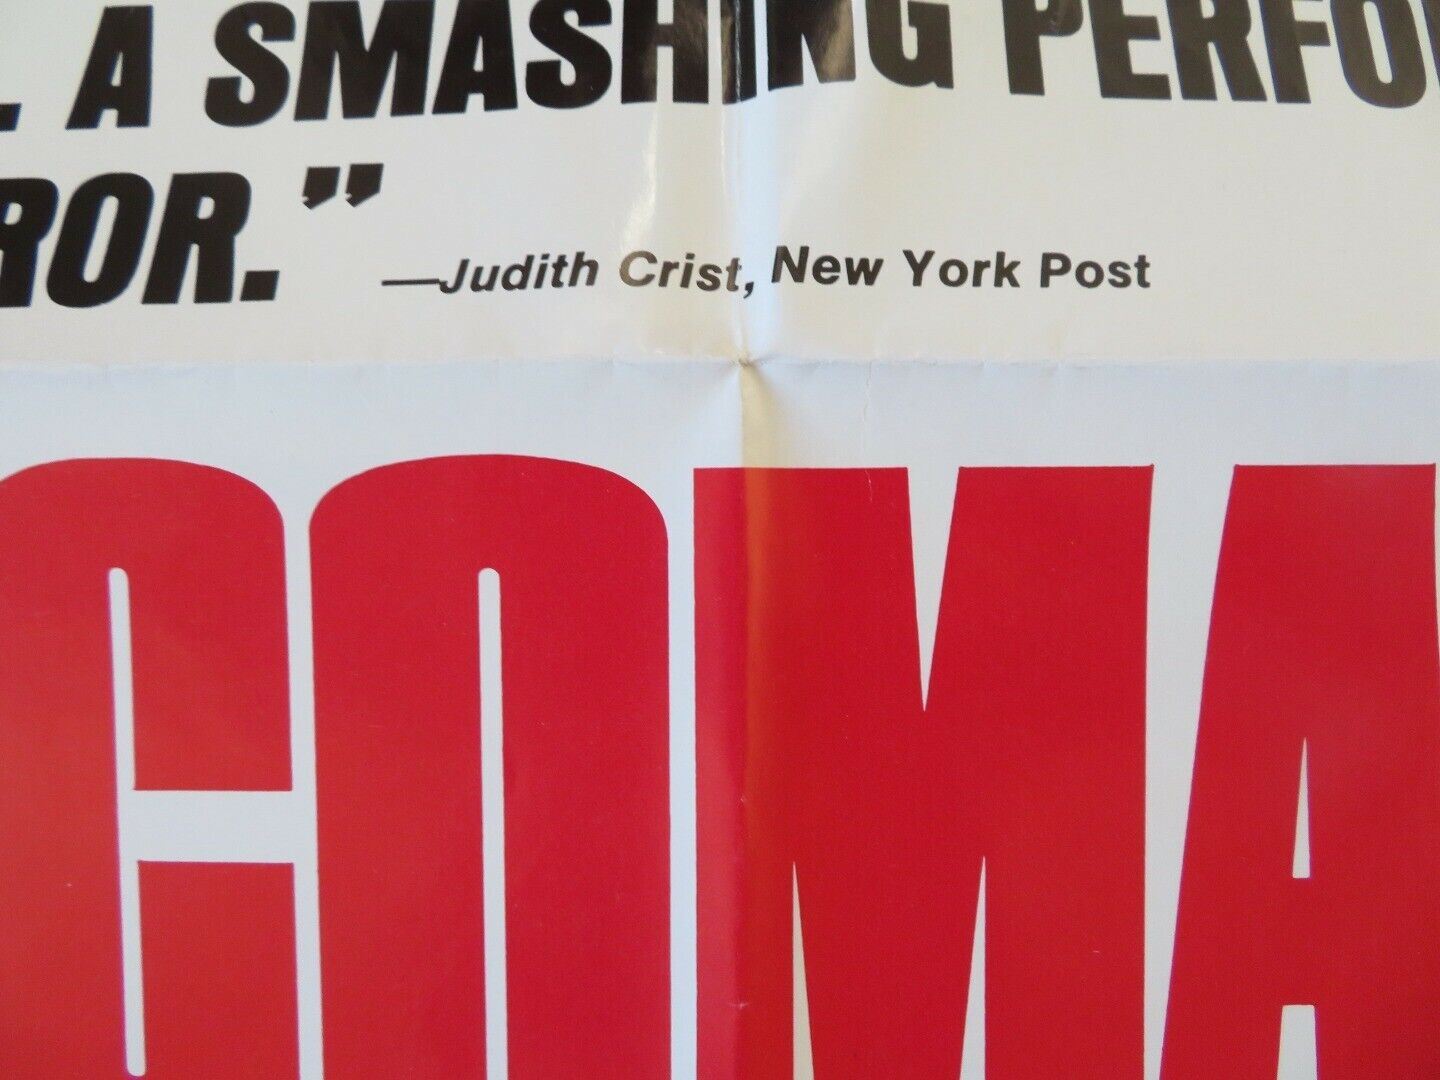 . A SMASHING PERFO
ROR.”
—Judith Crist, New York Post
COMA